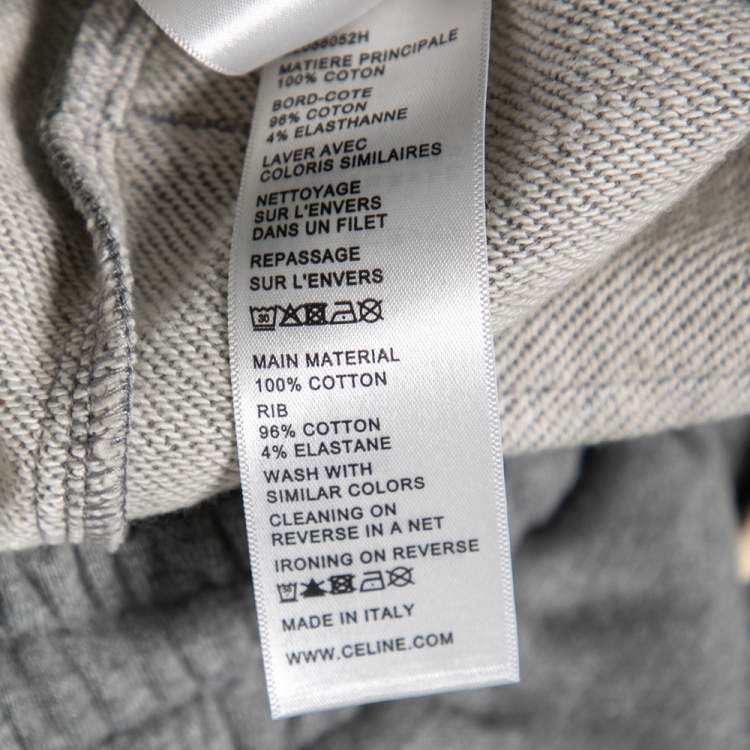 MATIERE PRINCIPALE
100% COTON
BORD-COTE
96% COTON
4% ELASTHANNE
LAVER AVEC
COLORIS SIMILAIRES
NETTOYAGE
SUR L'ENVERS
DANS UN FILET
REPASSAGE
SUR L'ENVERS
30
MAIN MATERIAL
100% COTTON
RIB
96% COTTON
4% ELASTANE
WASH WITH
SIMILAR COLORS
CLEANING ON
REVERSE IN A NET
IRONING ON REVERSE
30
MADE IN ITALY
WWW.CELINE.COM